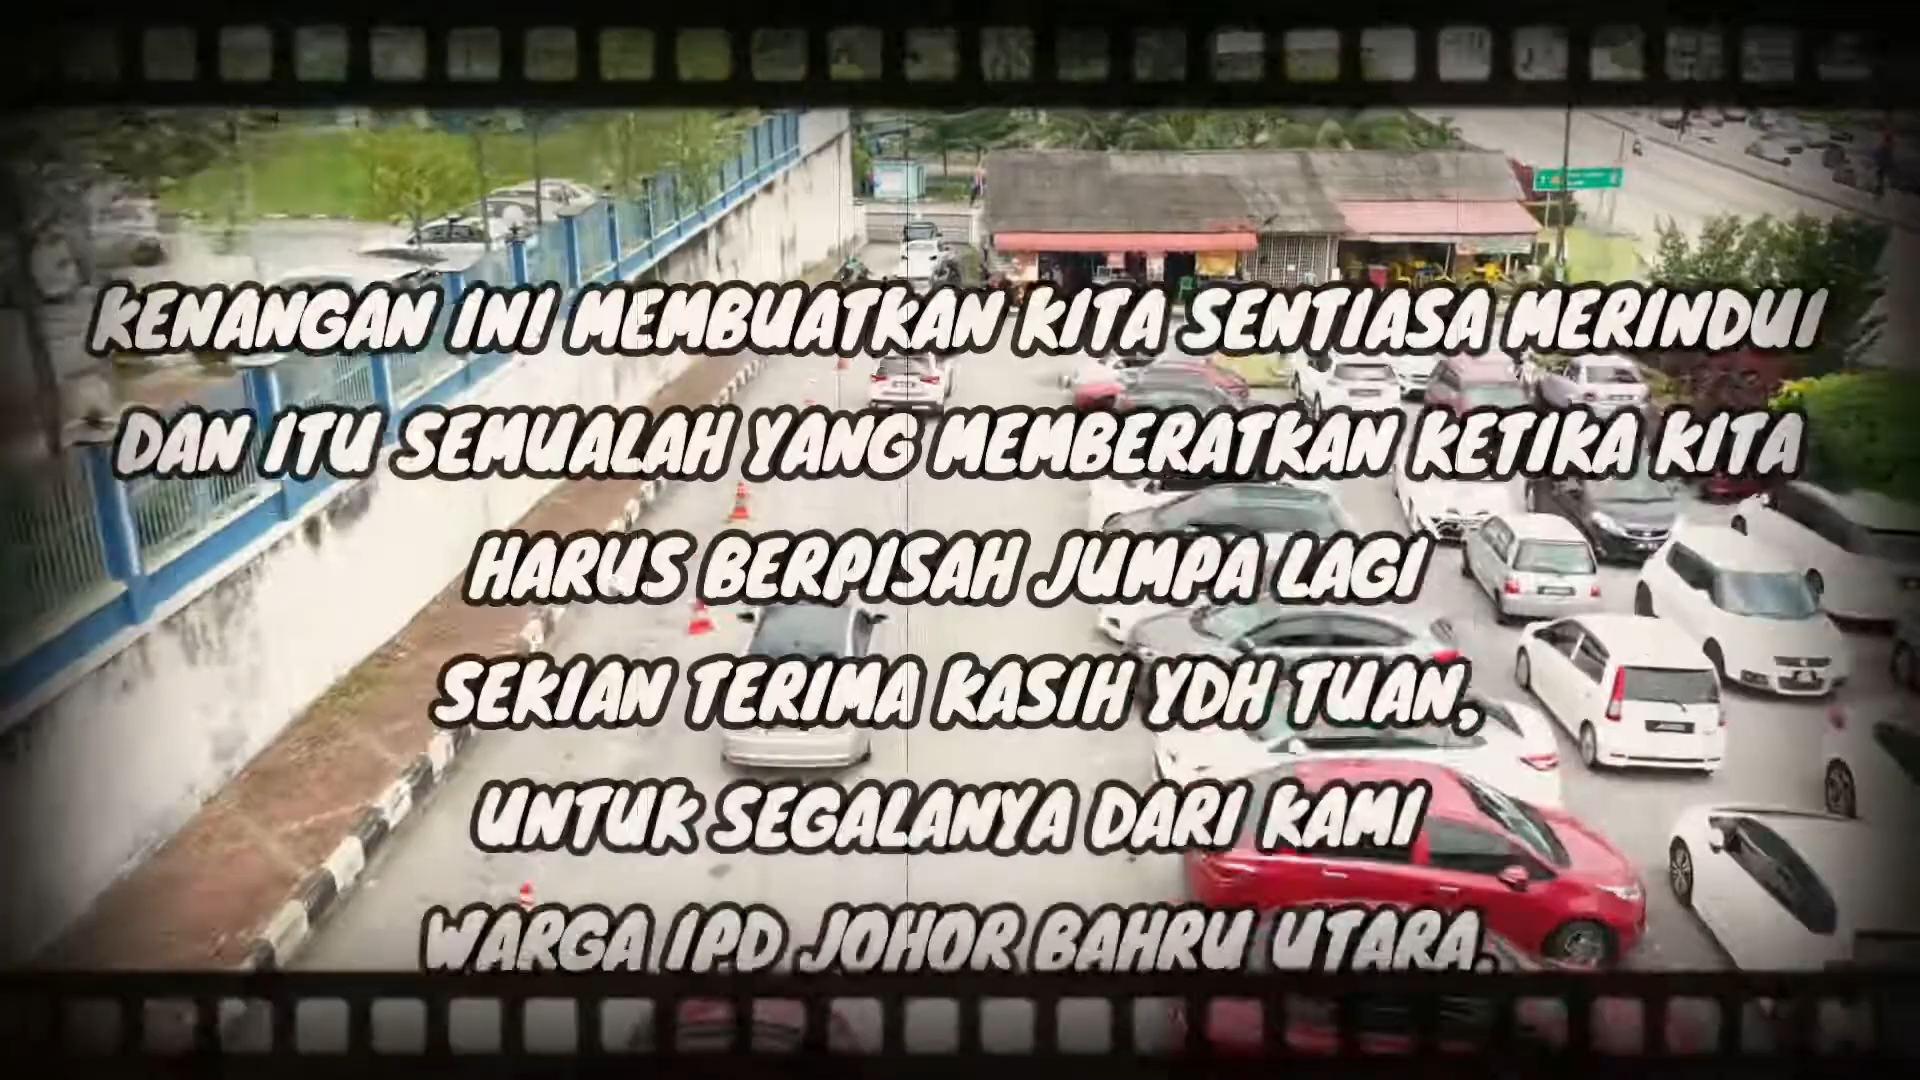 KENANGAN INI MEMBUATKAN KITA SENTIASA MERINDUI
DAN ITU SEMUALAH YANG MEMBERATKAN KETIKA KITA
HARUS BERPISAH JUMPA LAGI
SEKIAN TERIMA KASIH YDH TUAN,
UNTUK SEGALANYA DARI KAMI
WARGA IPD JOHOR BAHRU UTARA.